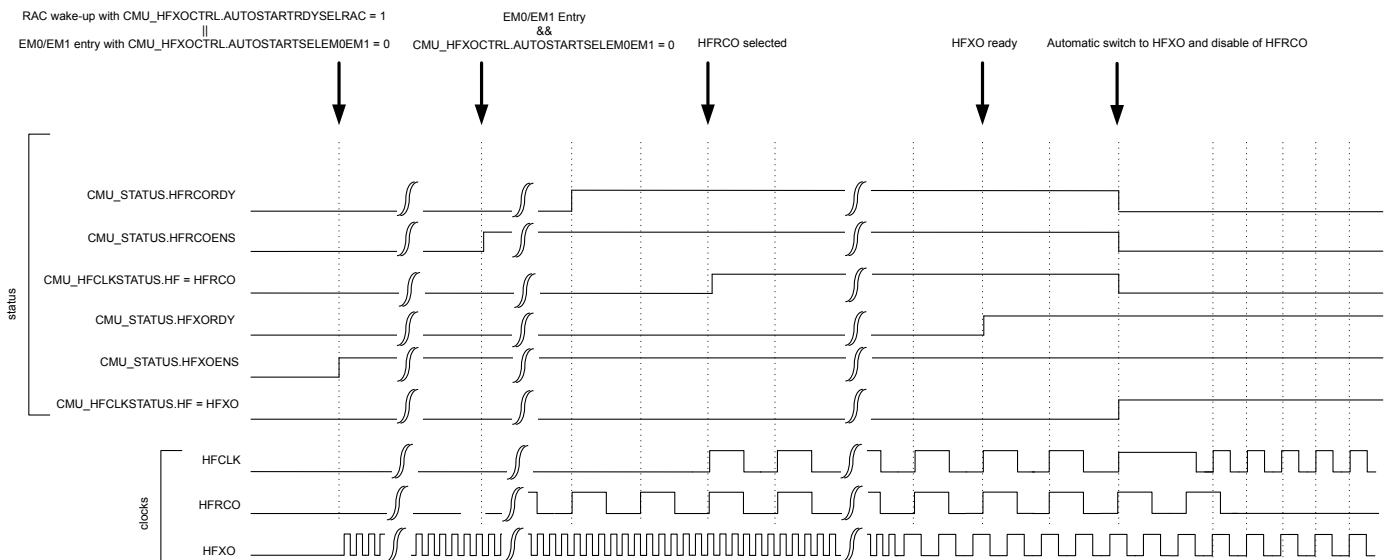 RAC wake-up with CMU_HFXOCTRL.AUTOSTARTRDYSELRAC = 1
||
EM0/EM1 entry with CMU_HFXOCTRL.AUTOSTARTSELEM0EM1 = 0
EM0/EM1 Entry
&&
CMU_HFXOCTRL.AUTOSTARTSELEM0EM1 = 0
HFRCO selected
HFXO ready
Automatic switch to HFXO and disable of HFRCO
status
CMU_STATUS.HFRCORDY
CMU_STATUS.HFRCOENS
CMU_HFCLKSTATUS.HF = HFRCO
CMU_STATUS.HFXORDY
CMU_STATUS.HFXOENS
CMU_HFCLKSTATUS.HF = HFXO
clocks
HFCLK
HFRCO
HFXO